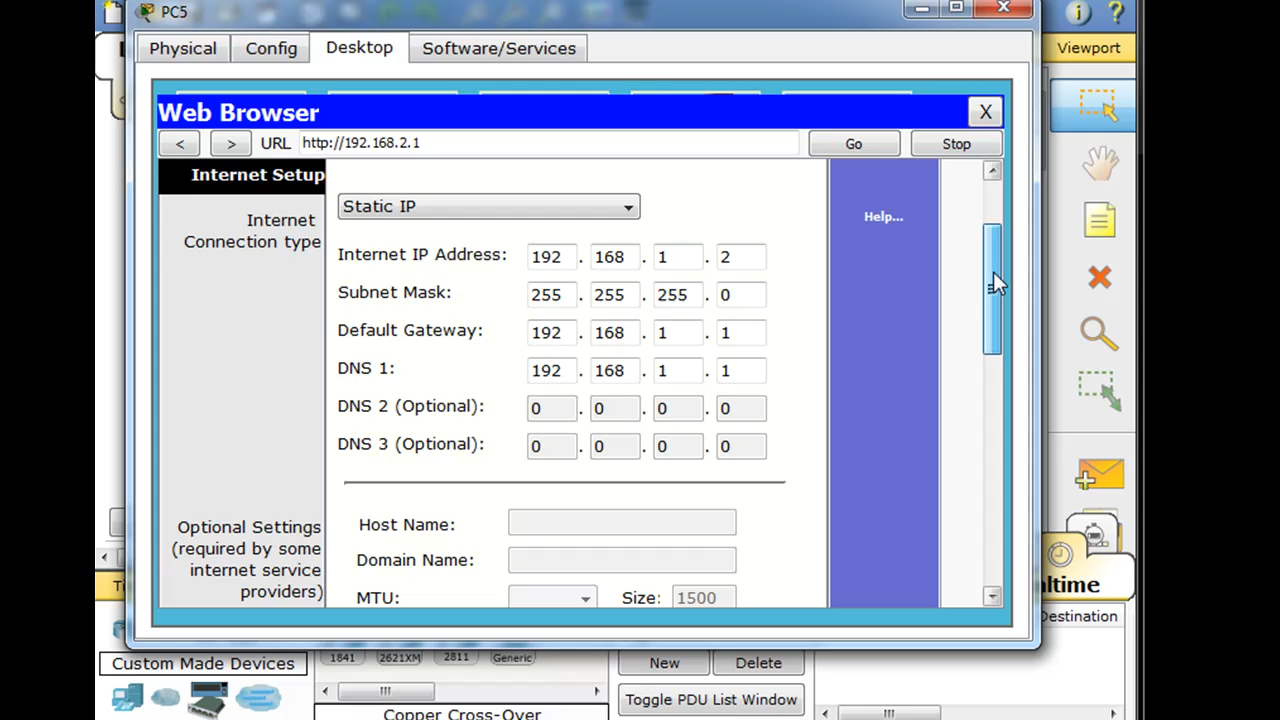 PC5
Physical
Config
Desktop
Software/Services
Viewport
Web Browser
X
<
>
URL
http://192.168.2.1
Go
Stop
Internet Setup
Static IP
Help...
Internet
Connection type
Internet IP Address:
192 . 168 . 1 . 2
Subnet Mask:
255 . 255 . 255 . 0
Default Gateway:
192 . 168 . 1 . 1
DNS 1:
192 . 168 . 1 . 1
DNS 2 (Optional):
0 . 0 . 0 . 0
DNS 3 (Optional):
0 . 0 . 0 . 0
Optional Settings
(required by some
internet service
providers)
Host Name:
Domain Name:
MTU:
Size:
1500
Destination
Custom Made Devices
1841
2621XM
2811
Generic
New
Delete
Toggle PDU List Window
Copper Cross-Over